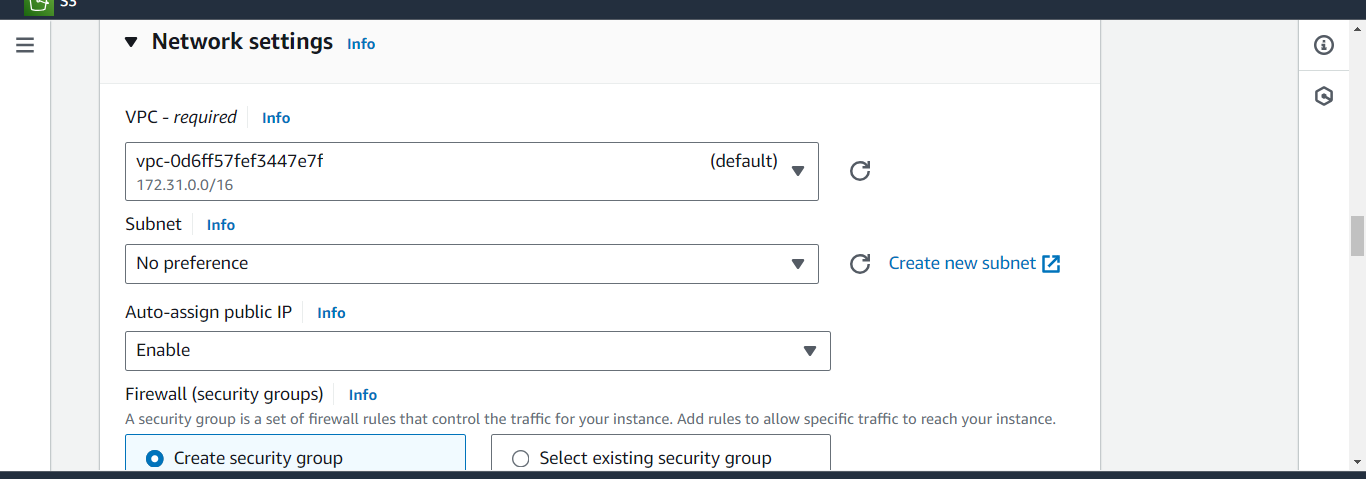 S3
Network settings Info
VPC - required Info
vpc-0d6ff57fef3447e7f (default)
172.31.0.0/16
Subnet Info
No preference
Create new subnet
Auto-assign public IP Info
Enable
Firewall (security groups) Info
A security group is a set of firewall rules that control the traffic for your instance. Add rules to allow specific traffic to reach your instance.
Create security group
Select existing security group